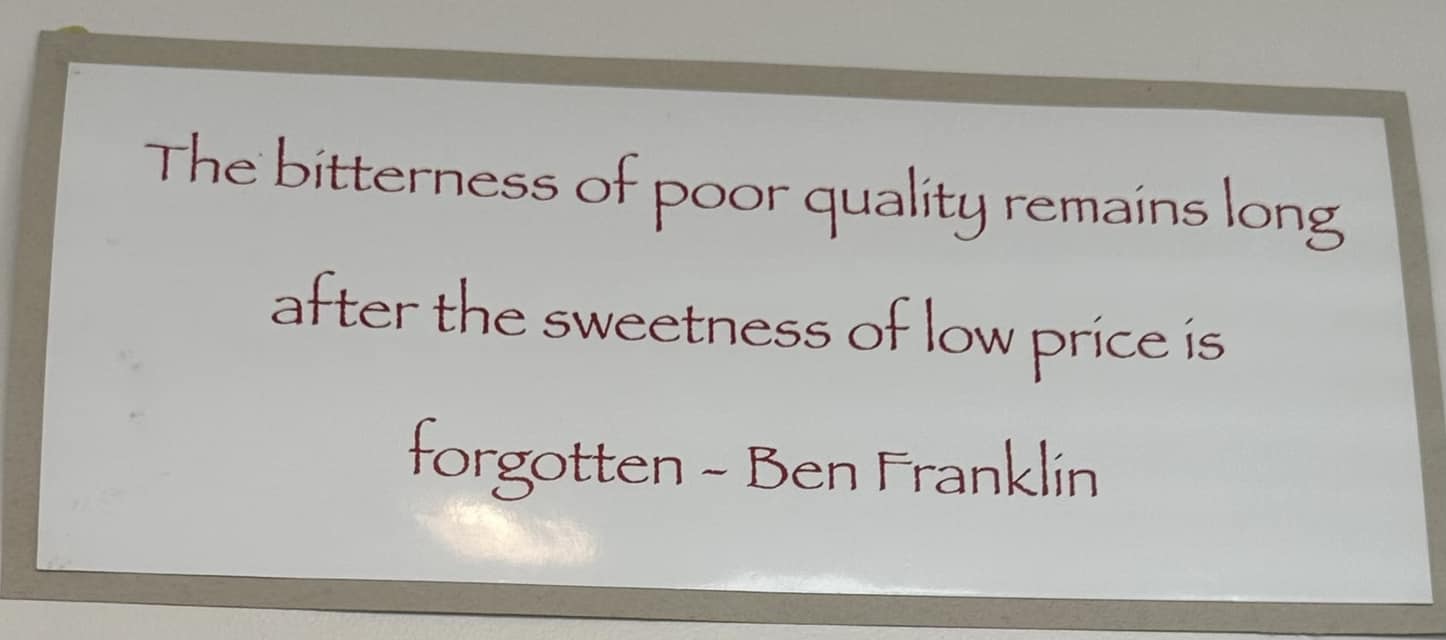 The bitterness of poor quality remains long
after the sweetness of low price is
forgotten - Ben Franklin